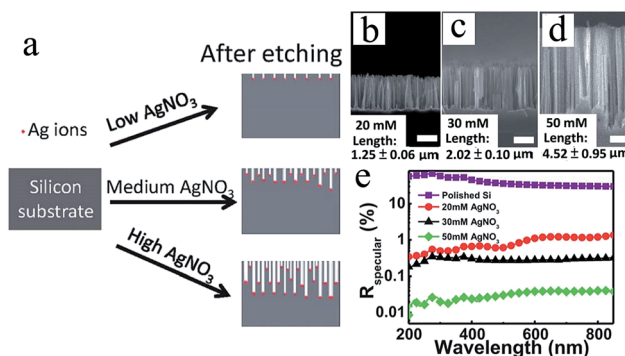 a
After etching
Ag ions
Low AgNO₃
Silicon
substrate
Medium AgNO₃
High AgNO₃
b
20 mM
Length:
1.25 ± 0.06 μm
c
30 mM
Length:
2.02 ± 0.10 μm
d
50 mM
Length:
4.52 ± 0.95 μm
e
Rspecular (%)
10
1
0.1
0.01
Polished Si
20mM AgNO₃
30mM AgNO₃
50mM AgNO₃
200 400 600 800
Wavelength (nm)